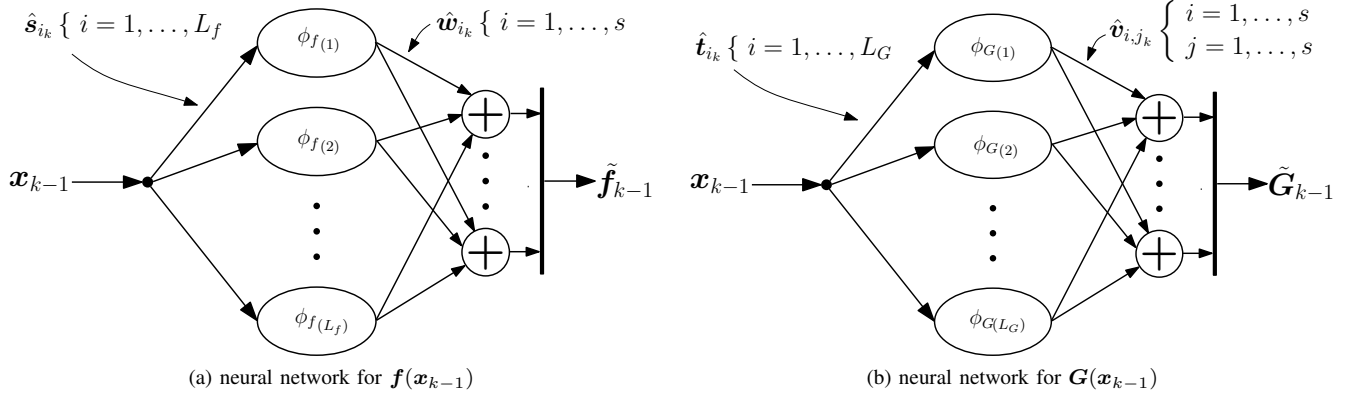 ŝ_{i_k} { i = 1, . . . , L_f
ϕ_{f(1)}
ŵ_{i_k} { i = 1, . . . , s
ϕ_{f(2)}
x_{k−1}
f̃_{k−1}
ϕ_{f(L_f)}
(a) neural network for f(x_{k−1})
t̂_{i_k} { i = 1, . . . , L_G
ϕ_{G(1)}
v̂_{i,j_k} { i = 1, . . . , s
j = 1, . . . , s
ϕ_{G(2)}
x_{k−1}
G̃_{k−1}
ϕ_{G(L_G)}
(b) neural network for G(x_{k−1})